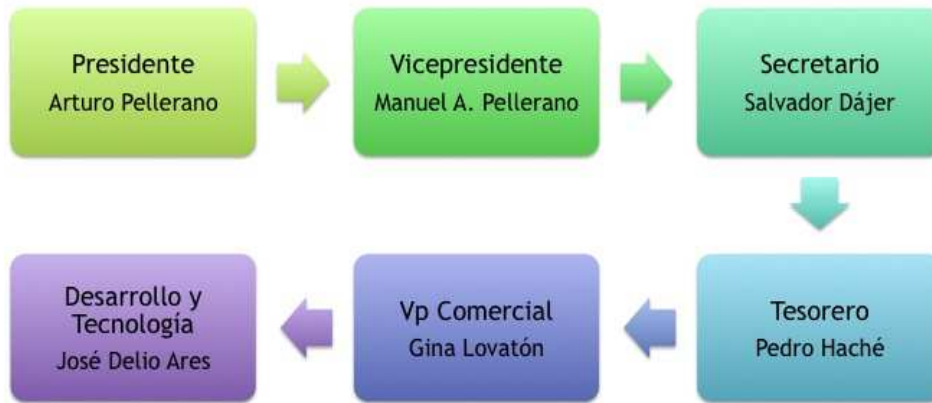 Presidente
Arturo Pellerano
Vicepresidente
Manuel A. Pellerano
Secretario
Salvador Dájer
Tesorero
Pedro Haché
Vp Comercial
Gina Lovatón
Desarrollo y
Tecnología
José Delio Ares